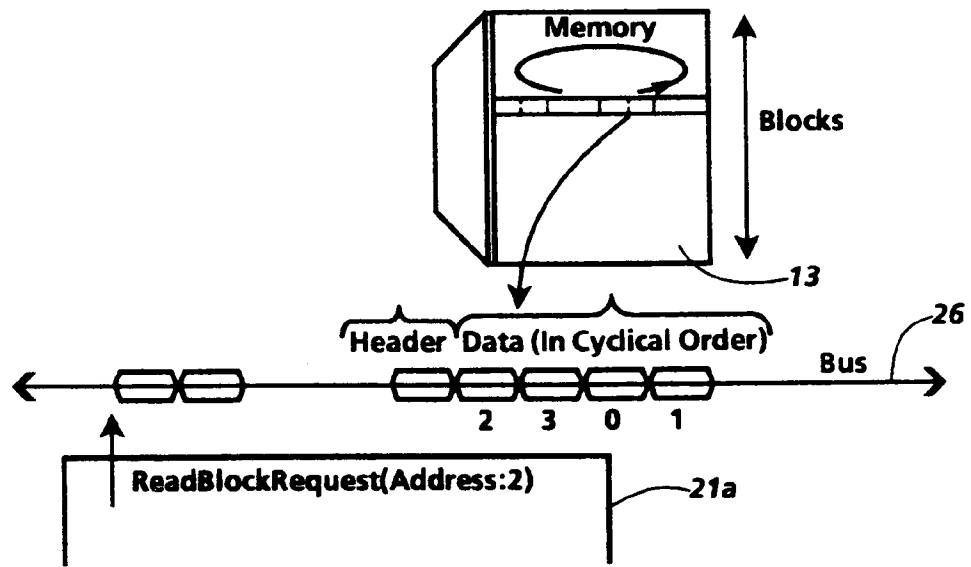 Memory
Blocks
13
Header Data (In Cyclical Order)
26
Bus
2 3 0 1
ReadBlockRequest(Address:2)
21a